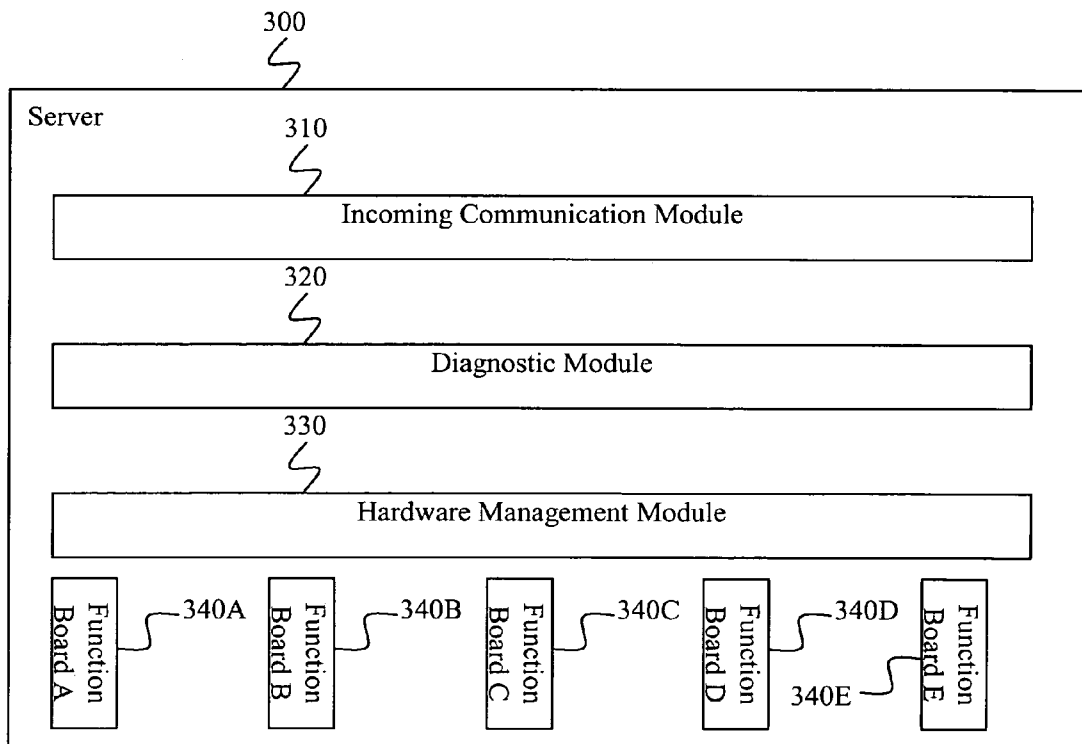 300
Server
310
Incoming Communication Module
320
Diagnostic Module
330
Hardware Management Module
Function
Board A
340A
Function
Board B
340B
Function
Board C
340C
Function
Board D
340D
Function
Board E
340E